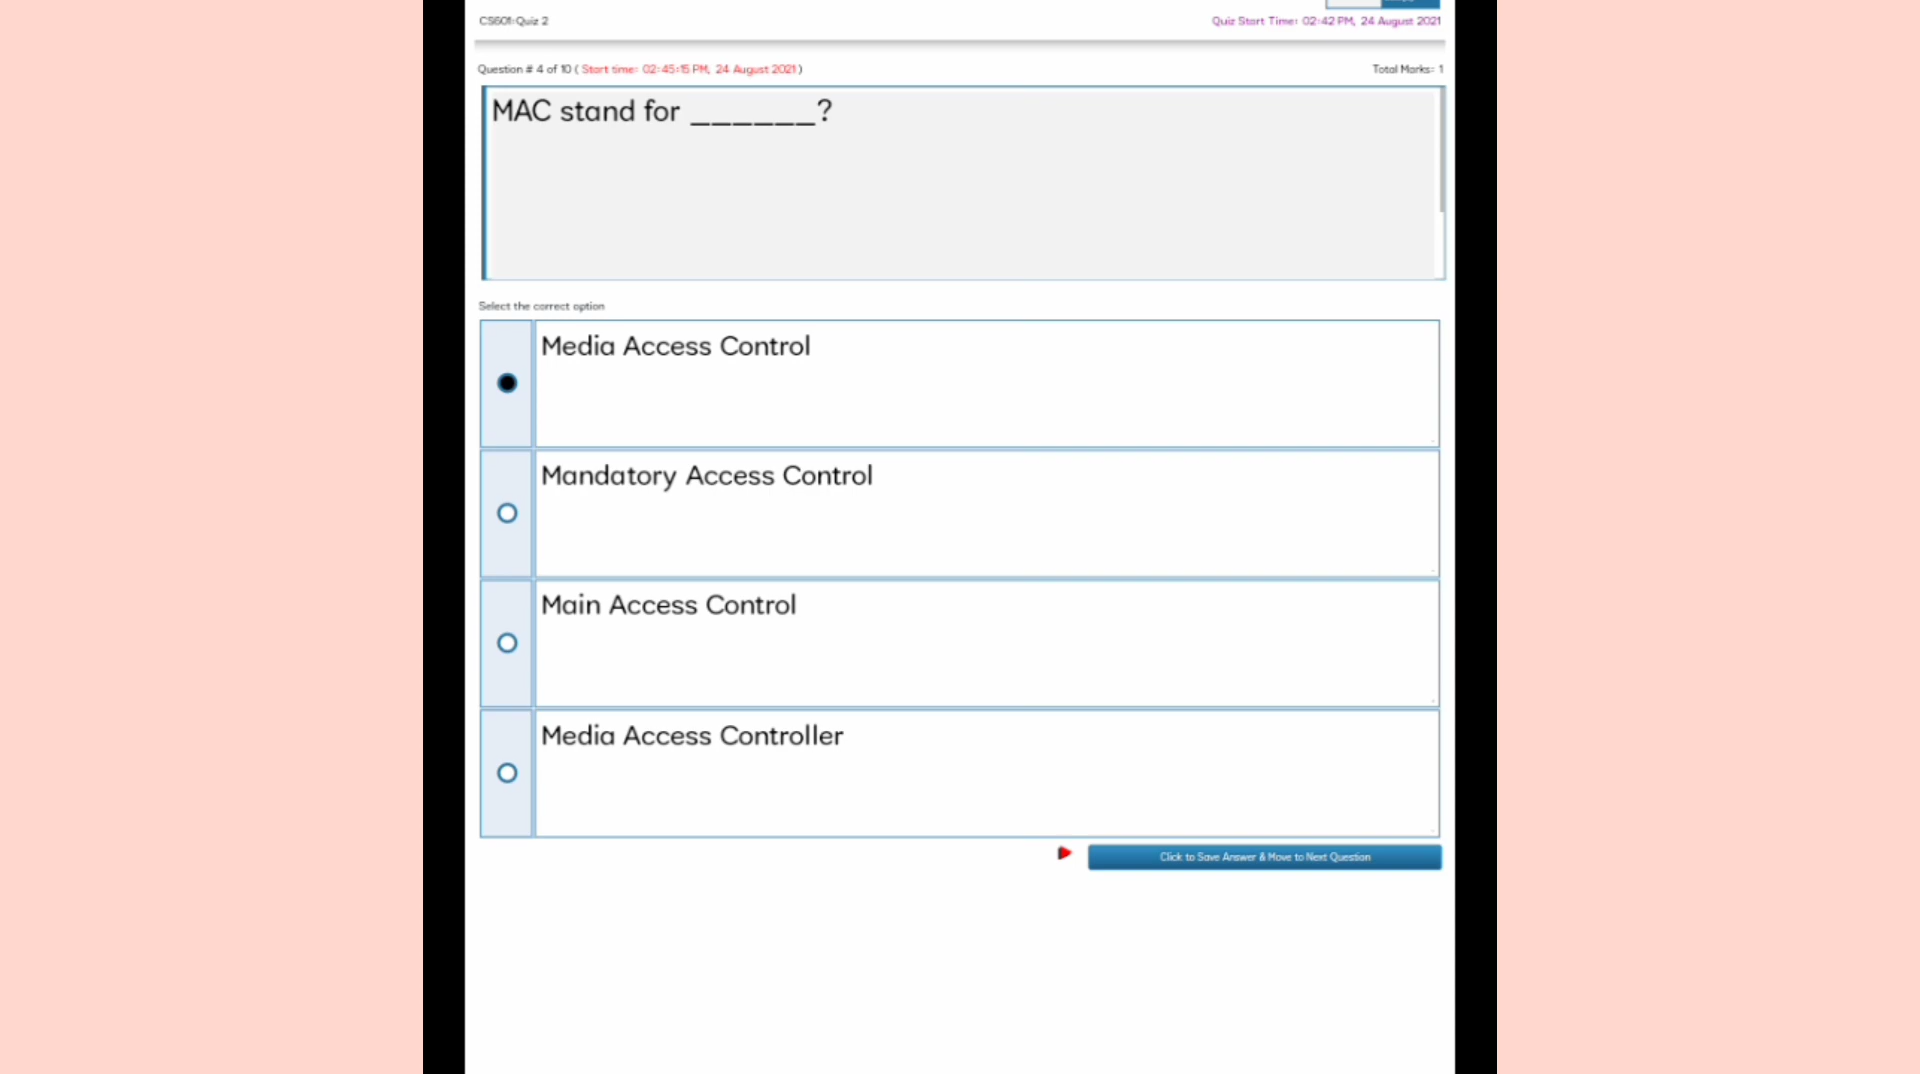 CS601-Quiz 2
Quiz Start Time: 02:42 PM, 24 August 2021
Question # 4 of 10 ( Start time: 02:45:15 PM, 24 August 2021 )
Total Marks: 1
MAC stand for ______?
Select the correct option
Media Access Control
Mandatory Access Control
Main Access Control
Media Access Controller
Click to Save Answer & Move to Next Question